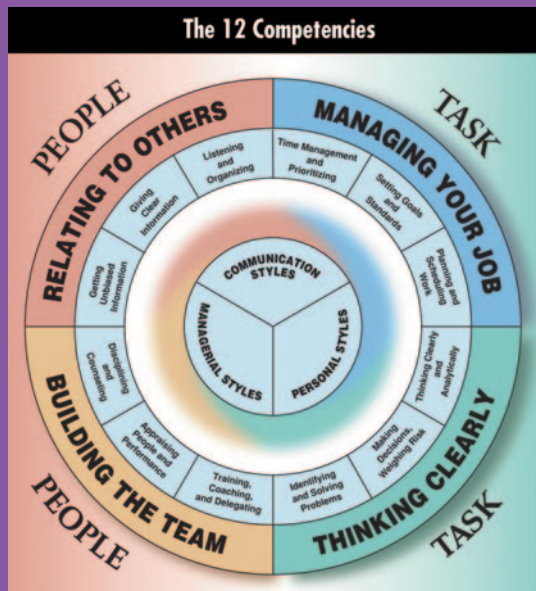 The 12 Competencies
PEOPLE
TASK
RELATING TO OTHERS
MANAGING YOUR JOB
Listening
and
Organizing
Time Management
and
Prioritizing
Giving
Clear
Information
Setting Goals
and
Standards
Getting
Unbiased
Information
Planning and
Scheduling
Work
COMMUNICATION
STYLES
MANAGERIAL STYLES
PERSONAL STYLES
Disciplining
and
Counseling
Thinking Clearly
and
Analytically
Appraising
People and
Performance
Making
Decisions,
Weighing Risk
Training,
Coaching,
and Delegating
Identifying
and Solving
Problems
BUILDING THE TEAM
THINKING CLEARLY
PEOPLE
TASK